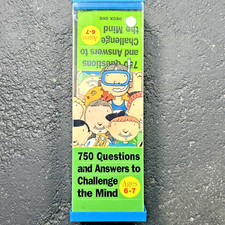 DECK ONE
750 Questions
and Answers to
Challenge
the Mind
Ages
6-7
750 Questions
and Answers to
Challenge
the Mind
Ages
6-7